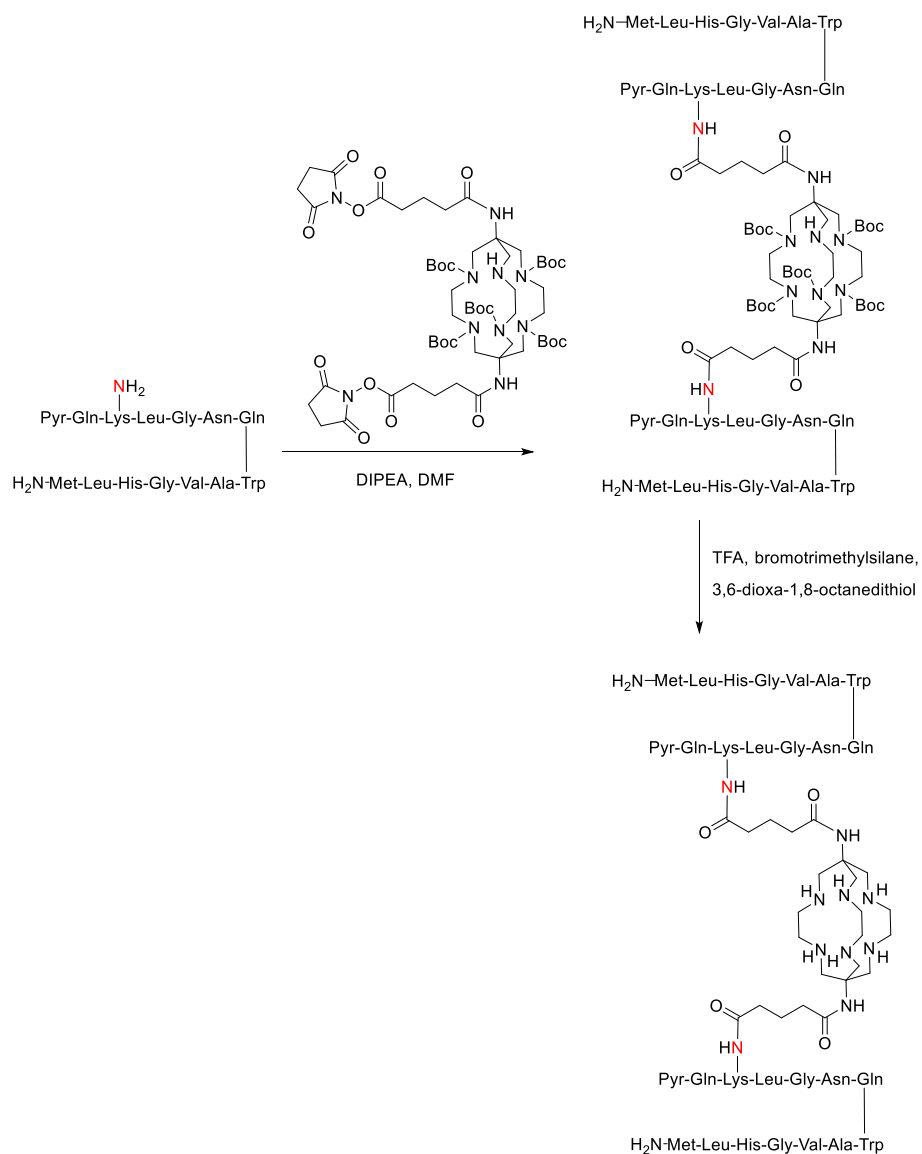 H2N-Met-Leu-His-Gly-Val-Ala-Trp
Pyr-Gln-Lys-Leu-Gly-Asn-Gln
NH
O
O
NH
Boc
H
N
N
N
Boc
Boc
Boc
N
N
N
Boc
NH
O
O
HN
Pyr-Gln-Lys-Leu-Gly-Asn-Gln
H2N-Met-Leu-His-Gly-Val-Ala-Trp
O
N
O
O
O
O
NH
Boc
H
N
N
N
Boc
Boc
Boc
N
N
N
Boc
NH
O
N
O
O
O
O
NH2
Pyr-Gln-Lys-Leu-Gly-Asn-Gln
H2N-Met-Leu-His-Gly-Val-Ala-Trp
DIPEA, DMF
TFA, bromotrimethylsilane,
3,6-dioxa-1,8-octanedithiol
H2N-Met-Leu-His-Gly-Val-Ala-Trp
Pyr-Gln-Lys-Leu-Gly-Asn-Gln
NH
O
O
NH
H
N
H
N
H
N
N
H
H
N
N
H
NH
O
O
HN
Pyr-Gln-Lys-Leu-Gly-Asn-Gln
H2N-Met-Leu-His-Gly-Val-Ala-Trp